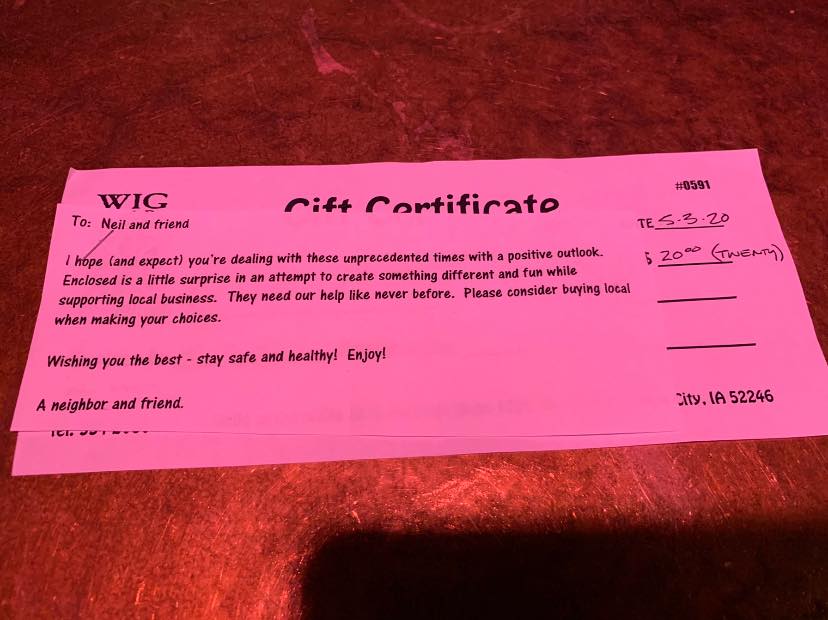 #0591
WIG
Gift Certificate
TE 5.3.20
To: Neil and friend
$ 20⁰⁰ (TWENTY)
I hope (and expect) you're dealing with these unprecedented times with a positive outlook.
Enclosed is a little surprise in an attempt to create something different and fun while
supporting local business. They need our help like never before. Please consider buying local
when making your choices.
Wishing you the best - stay safe and healthy! Enjoy!
City, IA 52246
A neighbor and friend.
Tel.